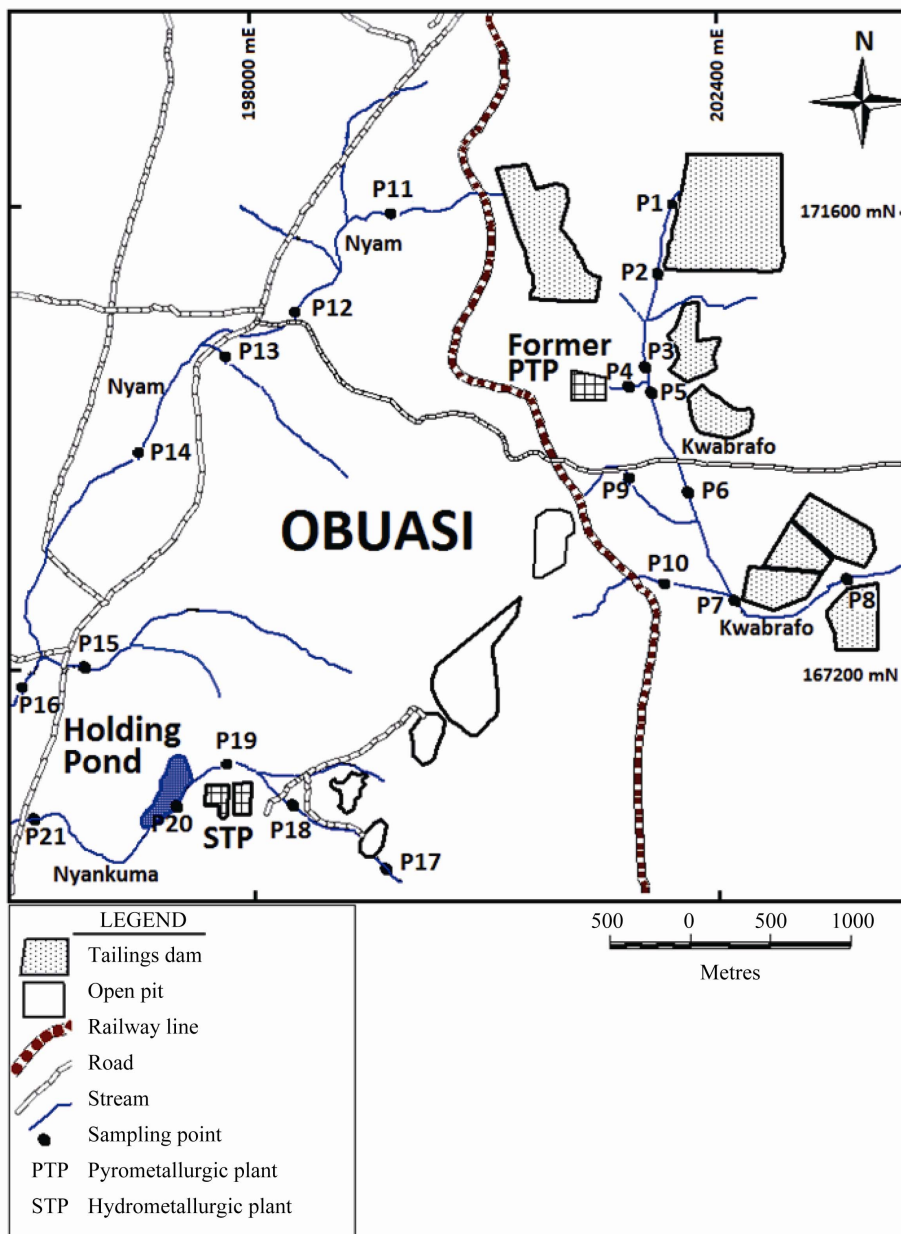 198000 mE
202400 mE
N
P11
P1
171600 mN
Nyam
P2
P12
Former
PTP
P3
P13
P4
P5
Nyam
Kwabrafo
P14
P9
P6
OBUASI
P10
P7
P8
Kwabrafo
P15
167200 mN
P16
Holding
Pond
P19
P20
STP
P18
P21
P17
Nyankuma
LEGEND
Tailings dam
Open pit
Railway line
Road
Stream
Sampling point
PTP Pyrometallurgic plant
STP Hydrometallurgic plant
500 0 500 1000
Metres